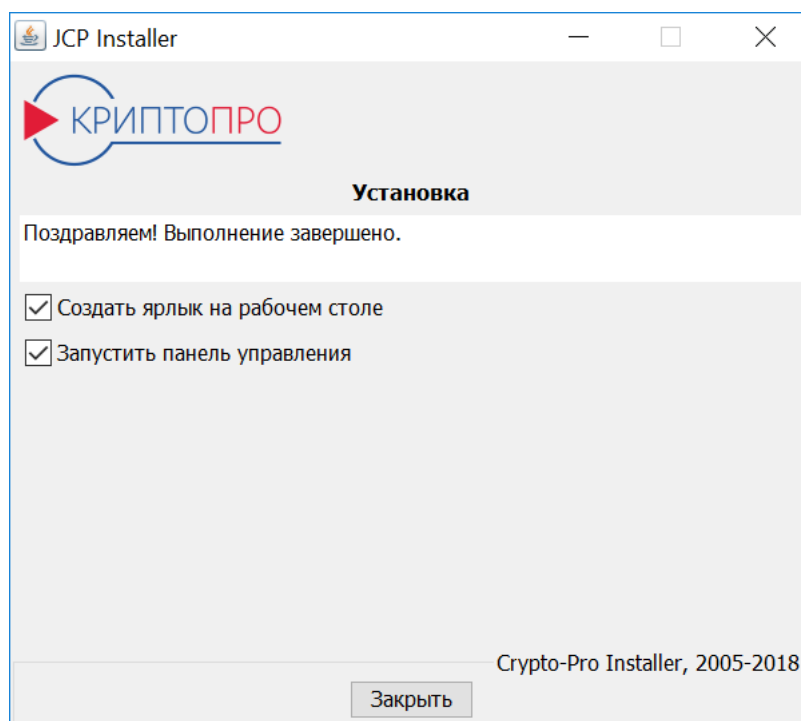 JCP Installer
КРИПТОПРО
Установка
Поздравляем! Выполнение завершено.
Создать ярлык на рабочем столе
Запустить панель управления
Crypto-Pro Installer, 2005-2018
Закрыть